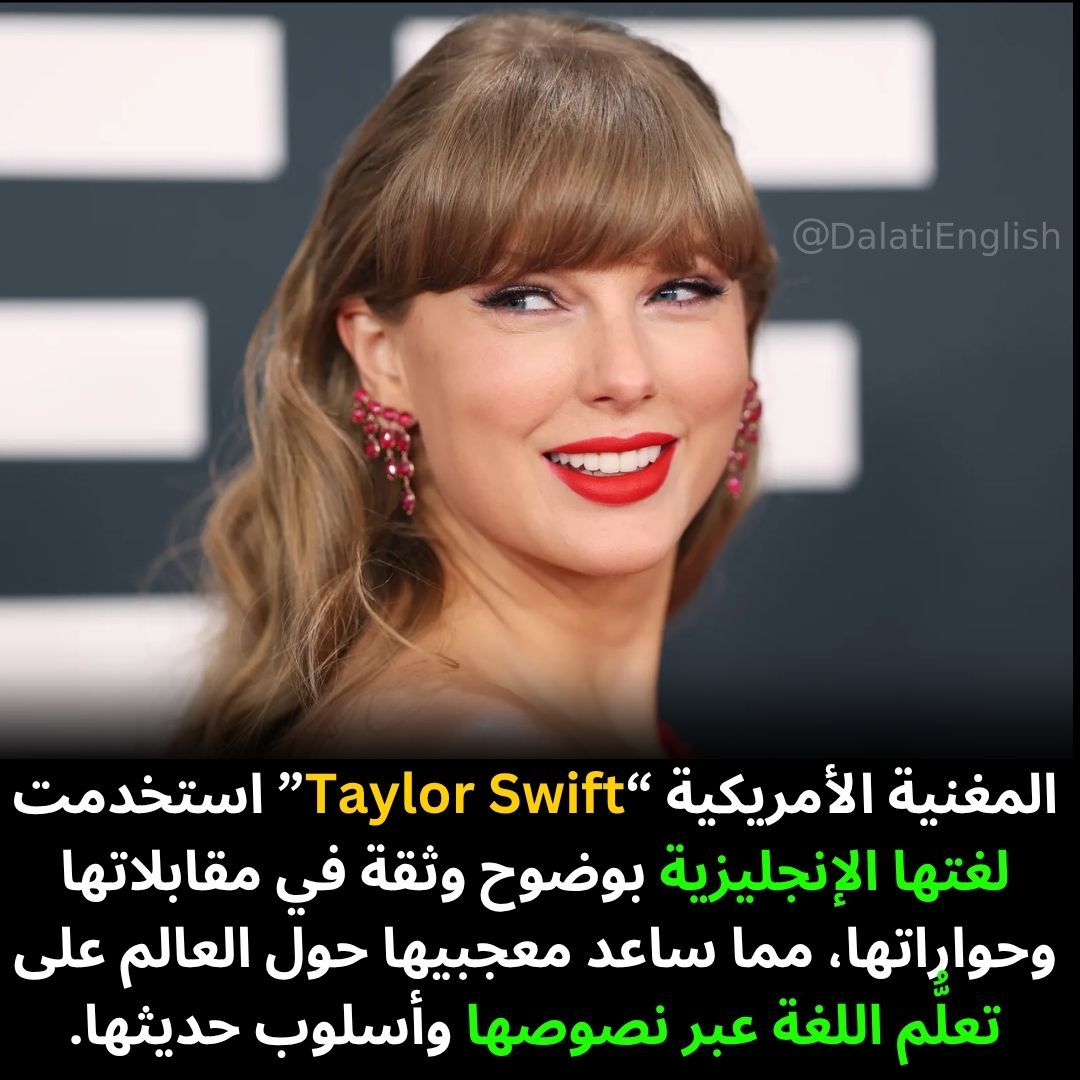 @DalatiEnglish
المغنية الأمريكية “Taylor Swift” استخدمت
لغتها الإنجليزية بوضوح وثقة في مقابلاتها
وحواراتها، مما ساعد معجبيها حول العالم على
تعلُّم اللغة عبر نصوصها وأسلوب حديثها.